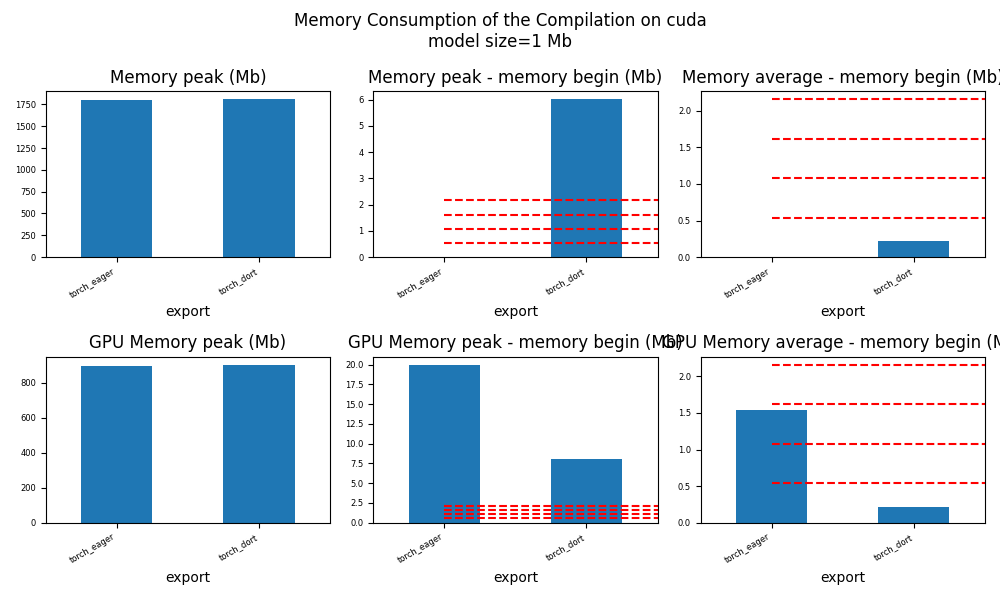 Memory Consumption of the Compilation on cuda
model size=1 Mb
Memory peak (Mb)
1750
1500
1250
1000
750
500
250
0
torch_eager
torch_dort
export
Memory peak - memory begin (Mb)
6
5
4
3
2
1
0
torch_eager
torch_dort
export
Memory average - memory begin (Mb)
2.0
1.5
1.0
0.5
0.0
torch_eager
torch_dort
export
GPU Memory peak (Mb)
800
600
400
200
0
torch_eager
torch_dort
export
GPU Memory peak - memory begin (Mb)
20.0
17.5
15.0
12.5
10.0
7.5
5.0
2.5
0.0
torch_eager
torch_dort
export
GPU Memory average - memory begin (M
2.0
1.5
1.0
0.5
0.0
torch_eager
torch_dort
export